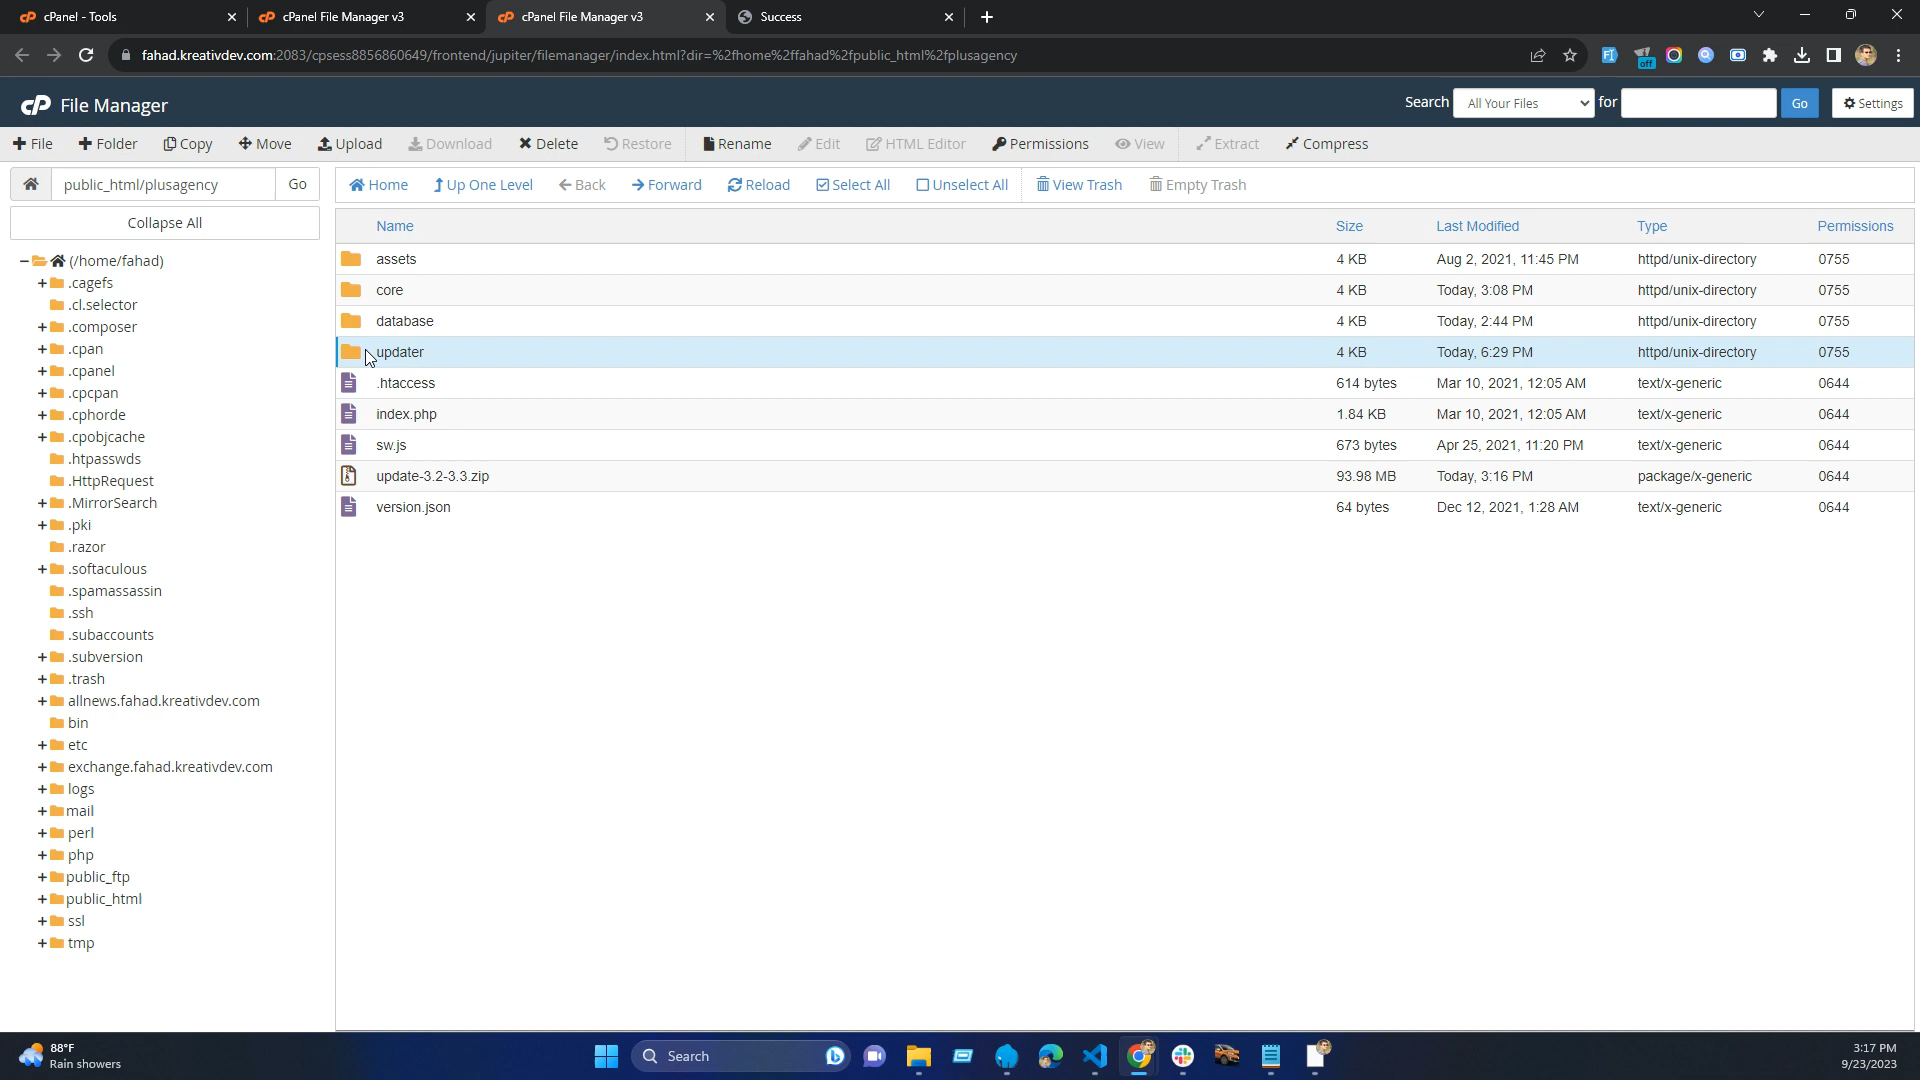 cPanel - Tools
cPanel File Manager v3
cPanel File Manager v3
Success
fahad.kreativdev.com:2083/cpsess8856860649/frontend/jupiter/filemanager/index.html?dir=%2fhome%2ffahad%2fpublic_html%2fplusagency
off
cP File Manager
Search All Your Files for Go Settings
File Folder Copy Move Upload Download Delete Restore Rename Edit HTML Editor Permissions View Extract Compress
public_html/plusagency Go
Home Up One Level Back Forward Reload Select All Unselect All View Trash Empty Trash
Collapse All
(/home/fahad)
.cagefs
.cl.selector
.composer
.cpan
.cpanel
.cpcpan
.cphorde
.cpobjcache
.htpasswds
.HttpRequest
.MirrorSearch
.pki
.razor
.softaculous
.spamassassin
.ssh
.subaccounts
.subversion
.trash
allnews.fahad.kreativdev.com
bin
etc
exchange.fahad.kreativdev.com
logs
mail
perl
php
public_ftp
public_html
ssl
tmp
Name Size Last Modified Type Permissions
assets 4 KB Aug 2, 2021, 11:45 PM httpd/unix-directory 0755
core 4 KB Today, 3:08 PM httpd/unix-directory 0755
database 4 KB Today, 2:44 PM httpd/unix-directory 0755
updater 4 KB Today, 6:29 PM httpd/unix-directory 0755
.htaccess 614 bytes Mar 10, 2021, 12:05 AM text/x-generic 0644
index.php 1.84 KB Mar 10, 2021, 12:05 AM text/x-generic 0644
sw.js 673 bytes Apr 25, 2021, 11:20 PM text/x-generic 0644
update-3.2-3.3.zip 93.98 MB Today, 3:16 PM package/x-generic 0644
version.json 64 bytes Dec 12, 2021, 1:28 AM text/x-generic 0644
88°F
Rain showers
Search
3:17 PM
9/23/2023